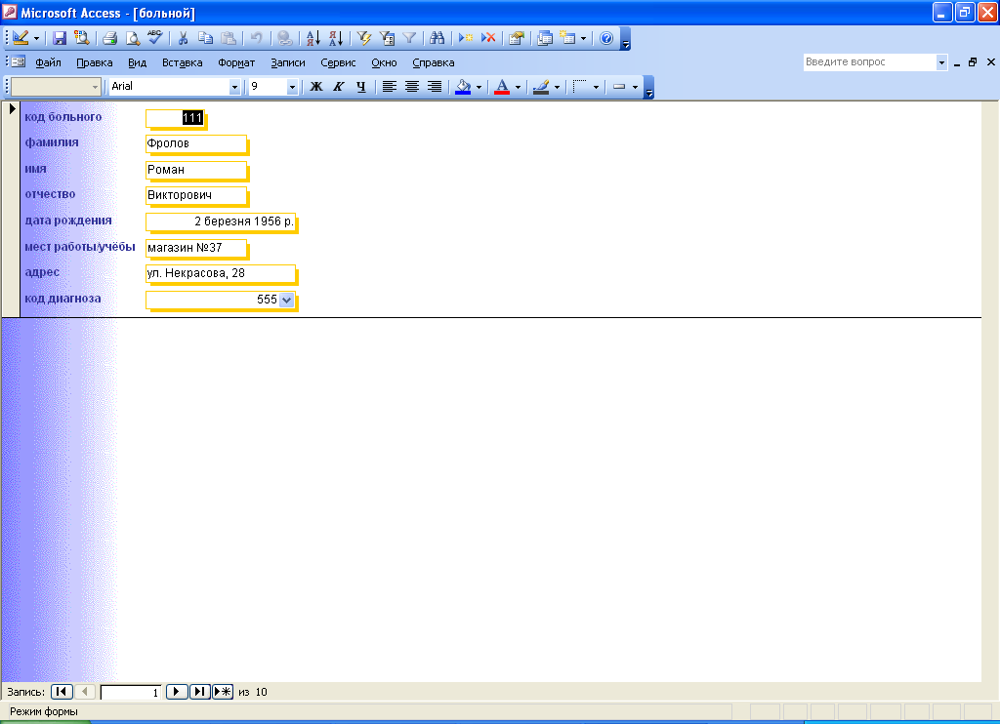 Microsoft Access - [больной]
Файл Правка Вид Вставка Формат Записи Сервис Окно Справка Введите вопрос
Arial 9 Ж К Ч
код больного 111
фамилия Фролов
имя Роман
отчество Викторович
дата рождения 2 березня 1956 р.
мест работы/учёбы магазин №37
адрес ул. Некрасова, 28
код диагноза 555
Запись: 1 из 10
Режим формы